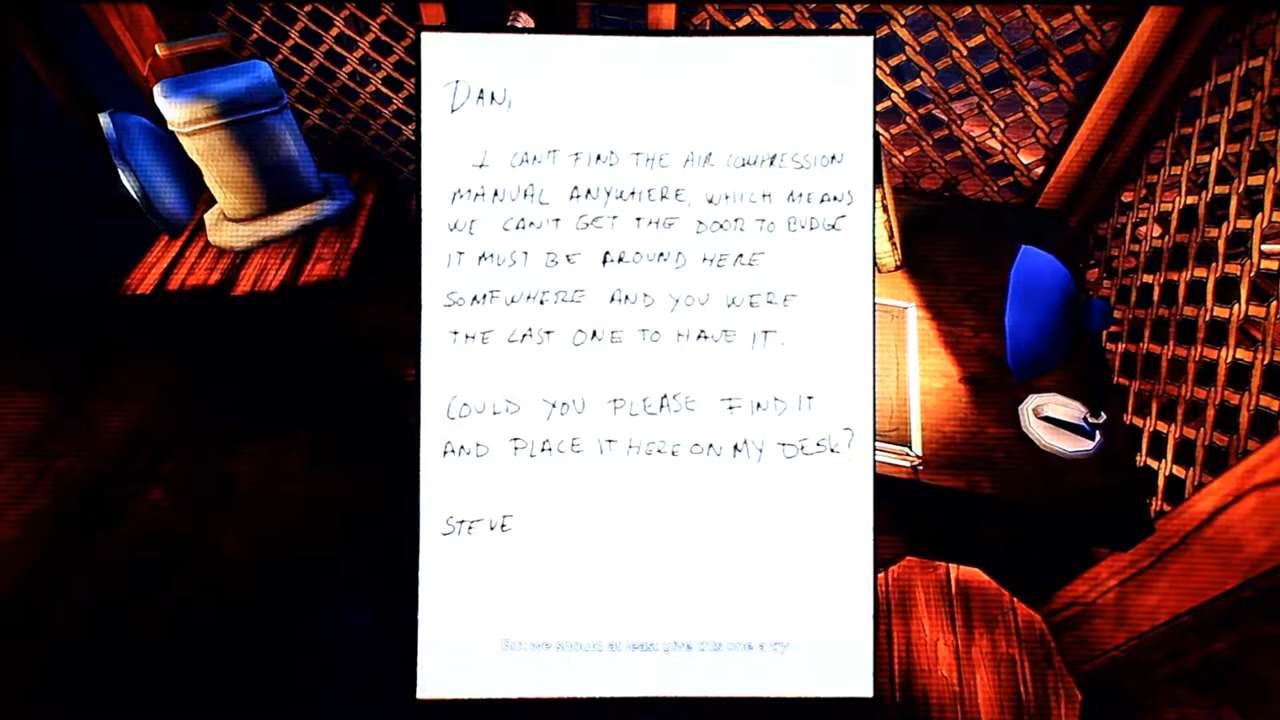 DAN,
I CAN'T FIND THE AIR COMPRESSION
MANUAL ANYWHERE, WHICH MEANS
WE CAN'T GET THE DOOR TO BUDGE
IT MUST BE AROUND HERE
SOMEWHERE AND YOU WERE
THE LAST ONE TO HAVE IT.
COULD YOU PLEASE FIND IT
AND PLACE IT HERE ON MY DESK?
STEVE
But we should at least give this one a try